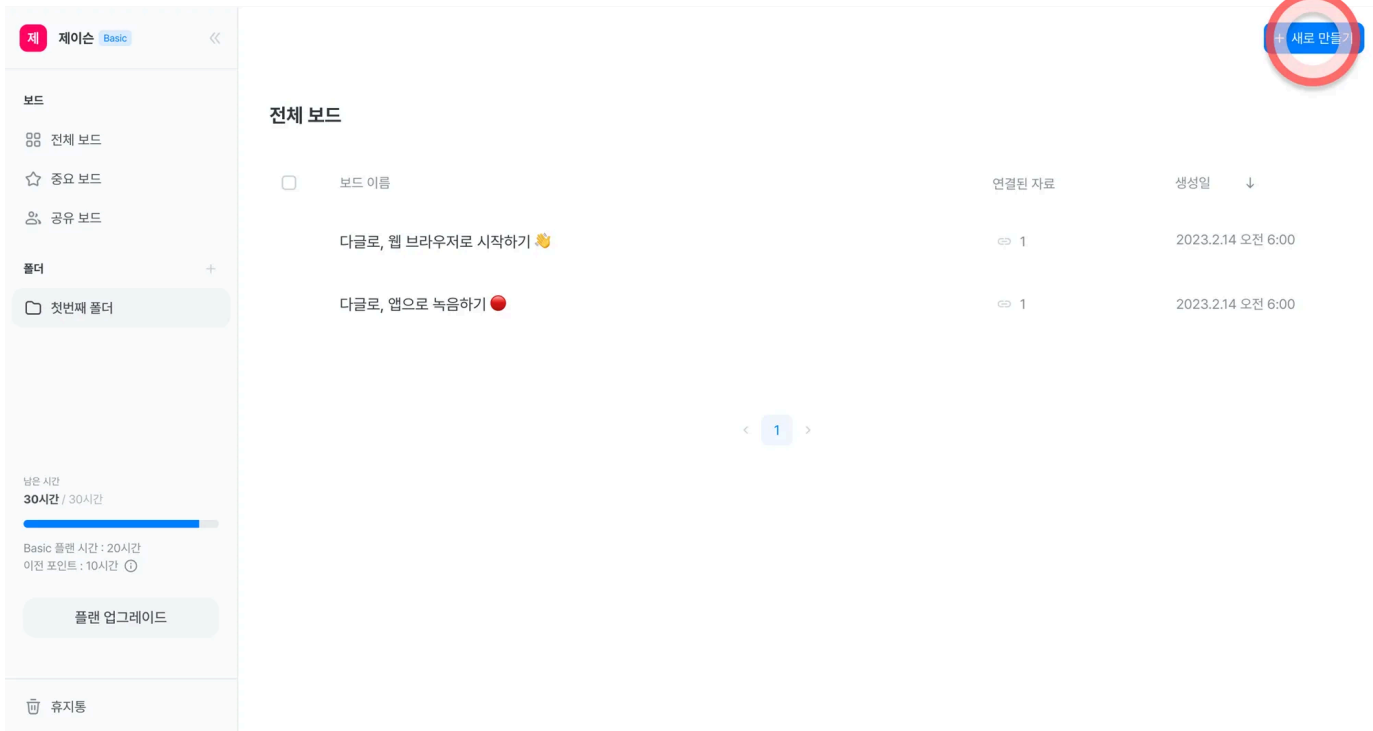 제 제이슨 Basic
+ 새로 만들기
보드
전체 보드
중요 보드
공유 보드
폴더
첫번째 폴더
남은 시간
30시간 / 30시간
Basic 플랜 시간 : 20시간
이전 포인트 : 10시간
플랜 업그레이드
휴지통
전체 보드
보드 이름 연결된 자료 생성일
다글로, 웹 브라우저로 시작하기 👋 1 2023.2.14 오전 6:00
다글로, 앱으로 녹음하기 🔴 1 2023.2.14 오전 6:00
1